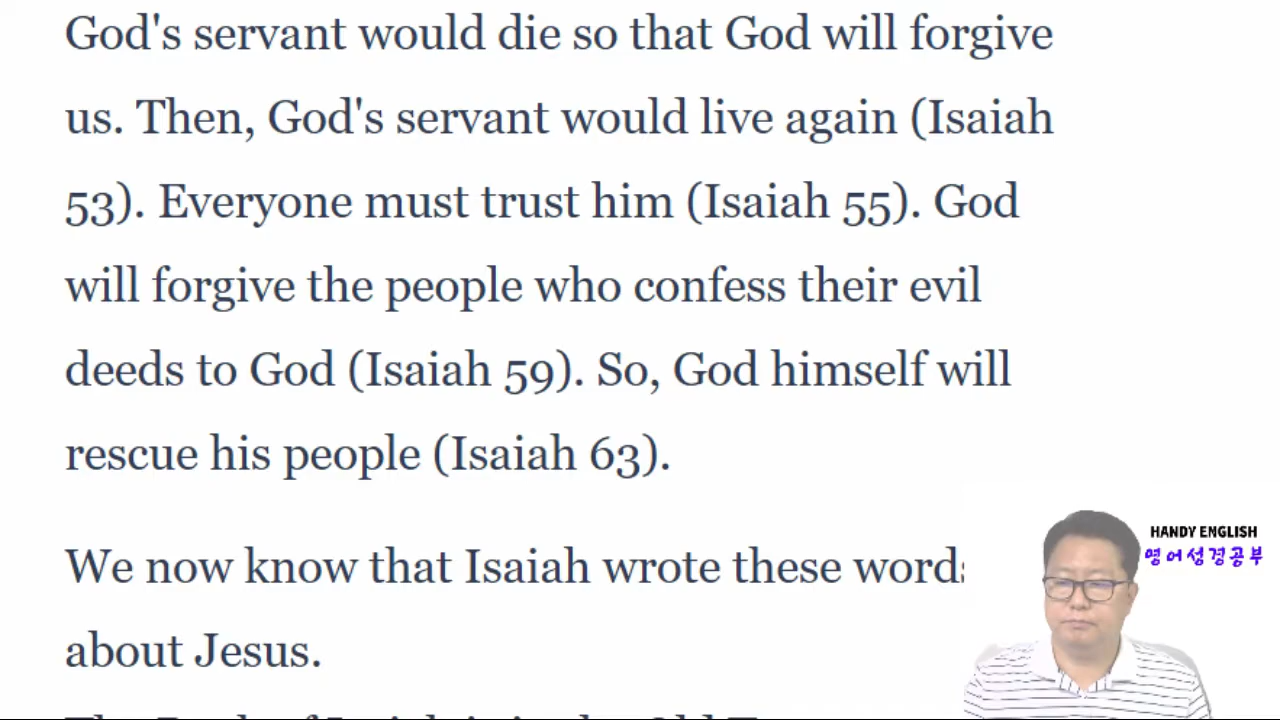 God's servant would die so that God will forgive
us. Then, God's servant would live again (Isaiah
53). Everyone must trust him (Isaiah 55). God
will forgive the people who confess their evil
deeds to God (Isaiah 59). So, God himself will
rescue his people (Isaiah 63).
We now know that Isaiah wrote these words
about Jesus.
HANDY ENGLISH
영어성경공부